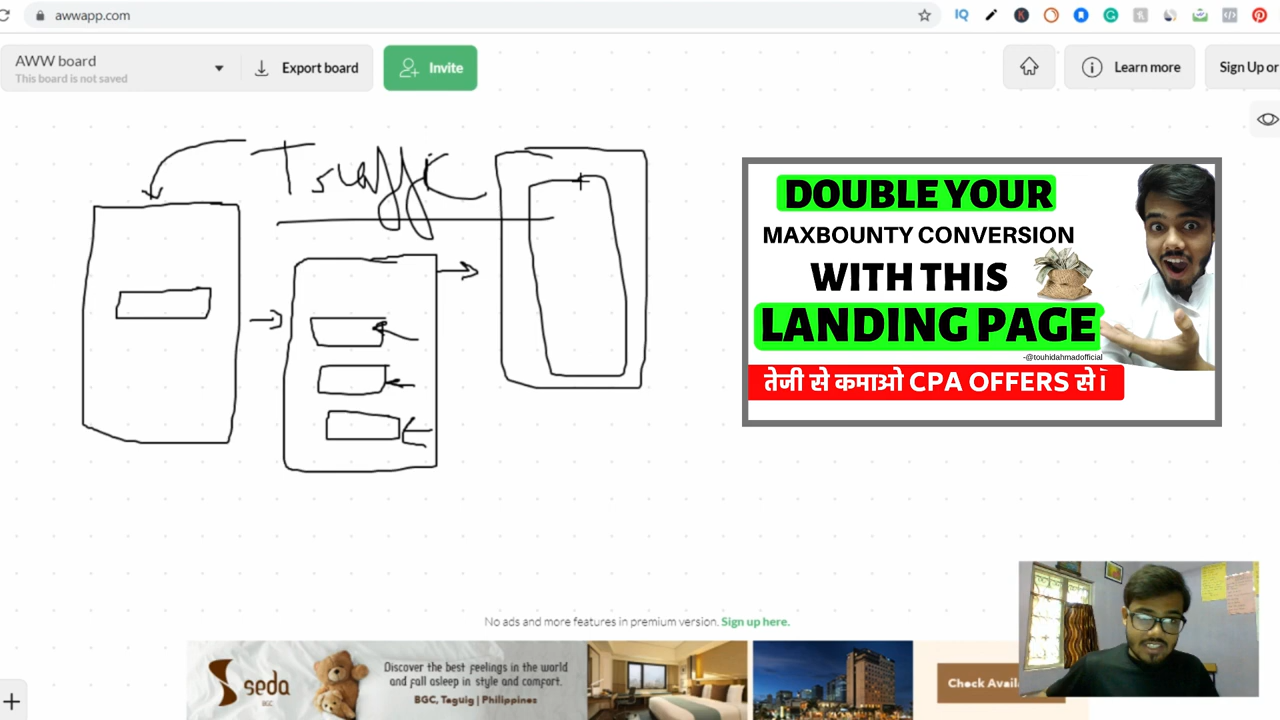 awwapp.com
IQ
AWW board
This board is not saved
Export board
Invite
Learn more
Sign Up or
Traffic
DOUBLE YOUR
MAXBOUNTY CONVERSION
WITH THIS
LANDING PAGE
-@touhidahmadofficial
तेजी से कमाओ CPA OFFERS से i
No ads and more features in premium version. Sign up here.
seda
BGC
Discover the best feelings in the world
and fall asleep in style and comfort.
BGC, Taguig | Philippines
Check Avail